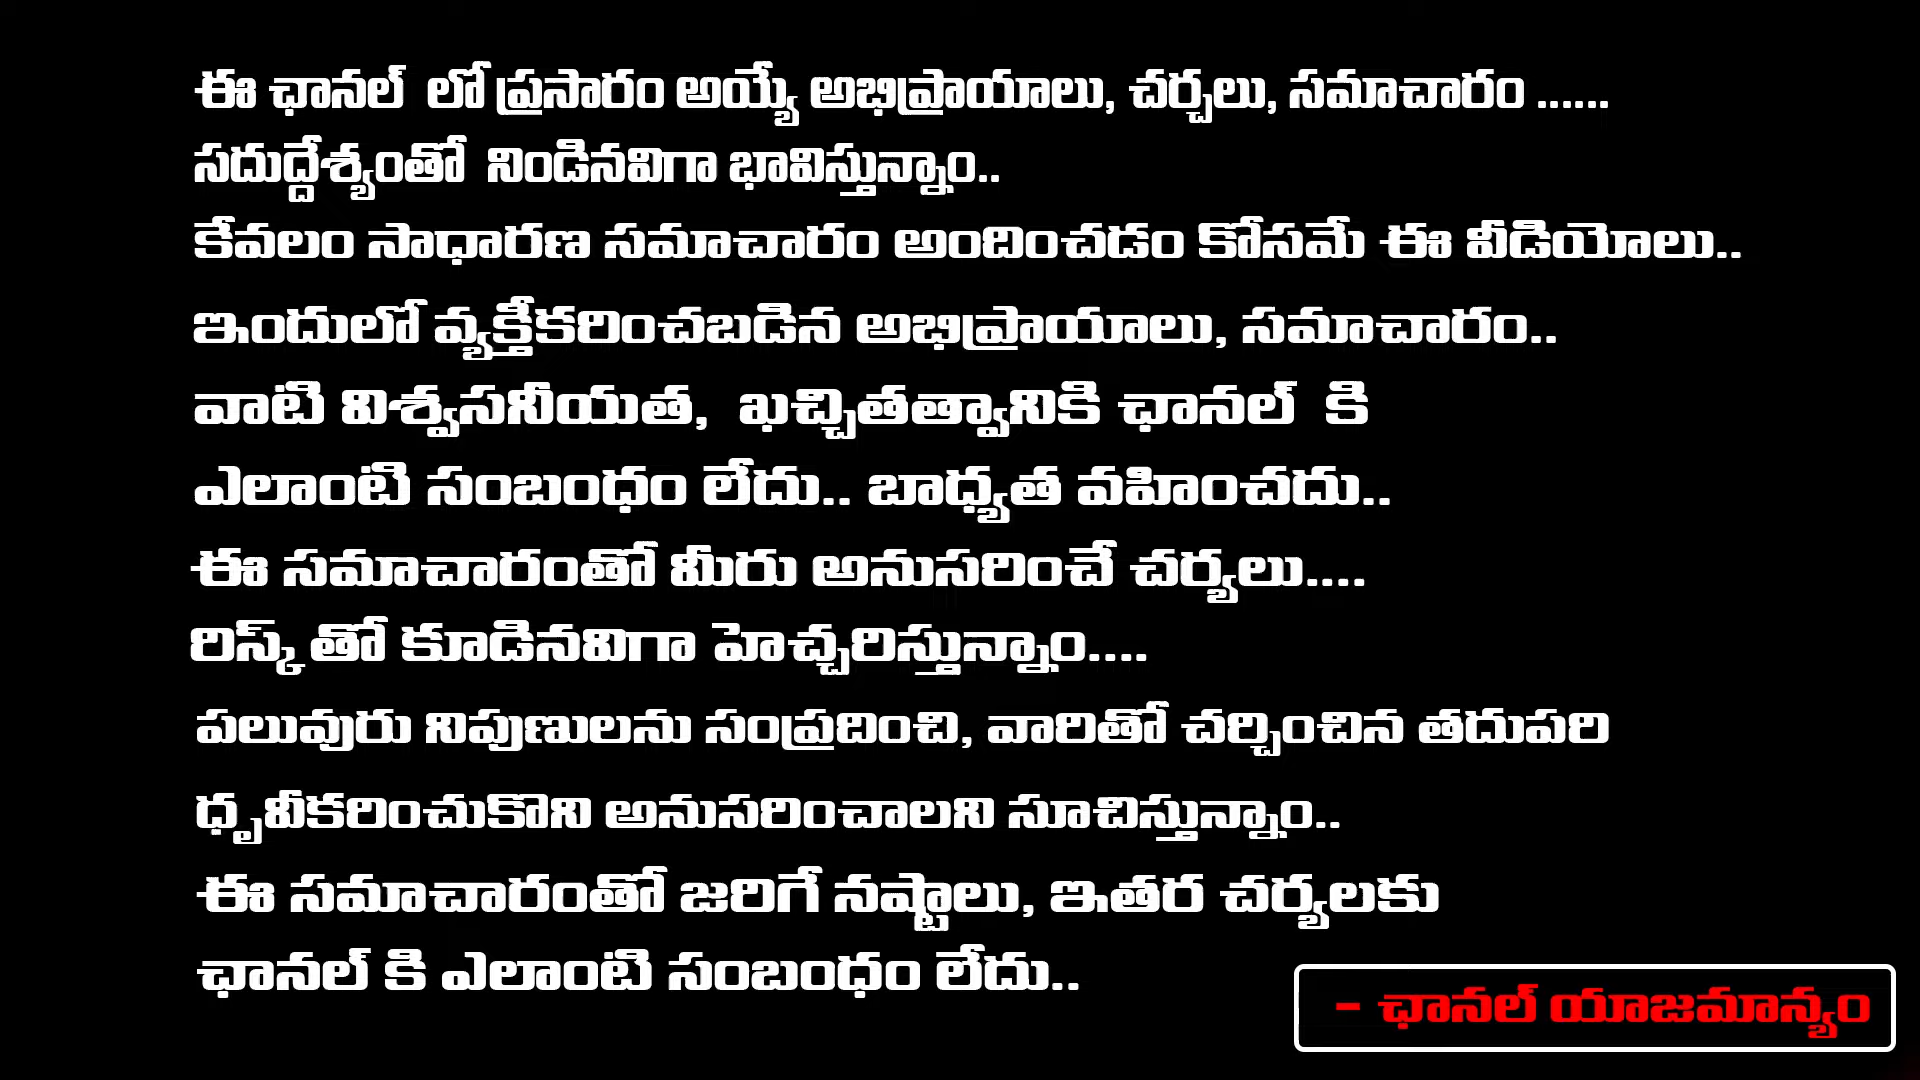 ఈ ఛానల్ లో ప్రసారం అయ్యే అభిప్రాయాలు, చర్చలు, సమాచారం ......
సదుద్దేశ్యంతో నిండినవిగా భావిస్తున్నాం..
కేవలం సాధారణ సమాచారం అందించడం కోసమే ఈ వీడియోలు..
ఇందులో వ్యక్తీకరించబడిన అభిప్రాయాలు, సమాచారం..
వాటి విశ్వసనీయత, ఖచ్చితత్వానికి ఛానల్ కి
ఎలాంటి సంబంధం లేదు.. బాధ్యత వహించదు..
ఈ సమాచారంతో మీరు అనుసరించే చర్యలు....
రిస్క్ తో కూడినవిగా హెచ్చరిస్తున్నాం....
పలువురు నిపుణులను సంప్రదించి, వారితో చర్చించిన తదుపరి
ధృవీకరించుకొని అనుసరించాలని సూచిస్తున్నాం..
ఈ సమాచారంతో జరిగే నష్టాలు, ఇతర చర్యలకు
ఛానల్ కి ఎలాంటి సంబంధం లేదు..
- ఛానల్ యాజమాన్యం